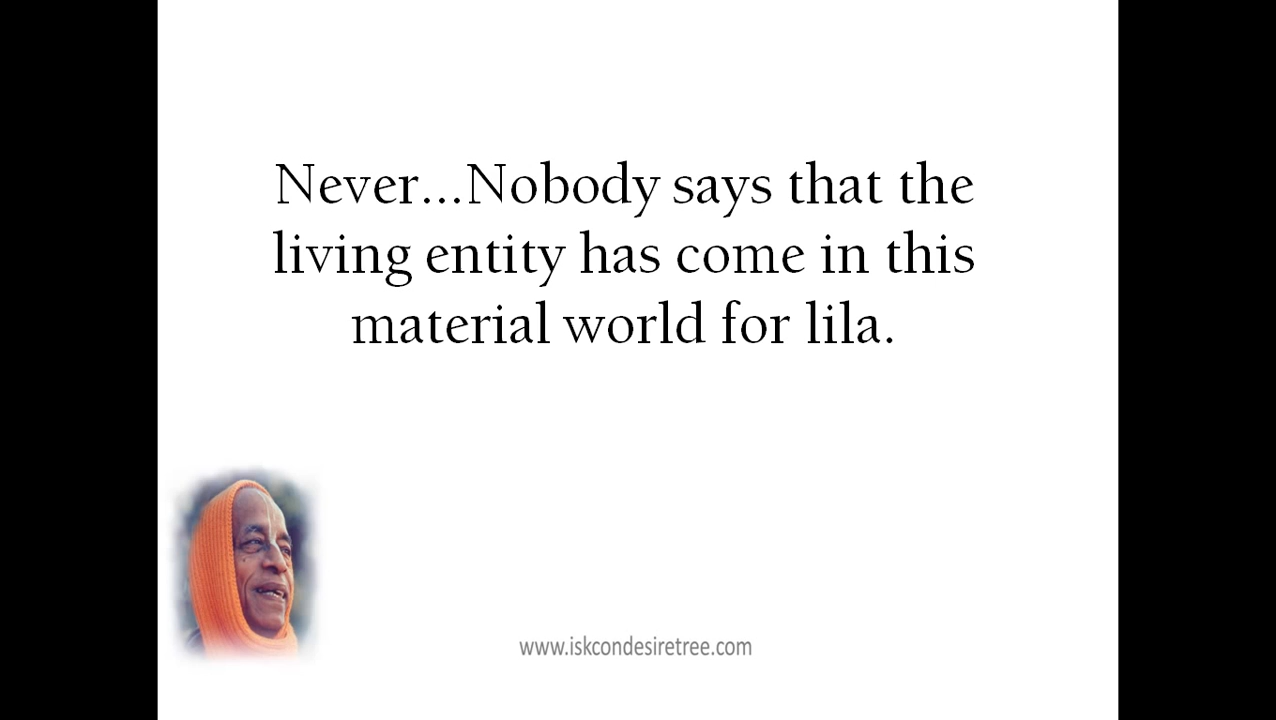 Never...Nobody says that the
living entity has come in this
material world for lila.
www.iskcondesiretree.com